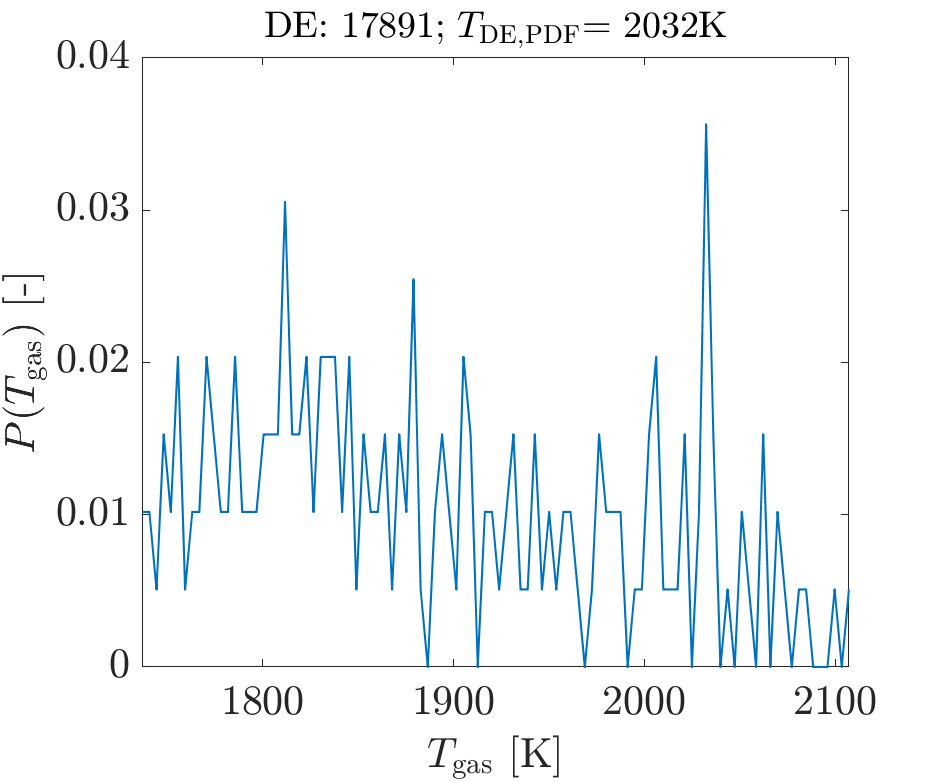 DE: 17891; T_DE,PDF= 2032K
0.04
0.03
0.02
0.01
0
P(T_gas) [-]
1800 1900 2000 2100
T_gas [K]